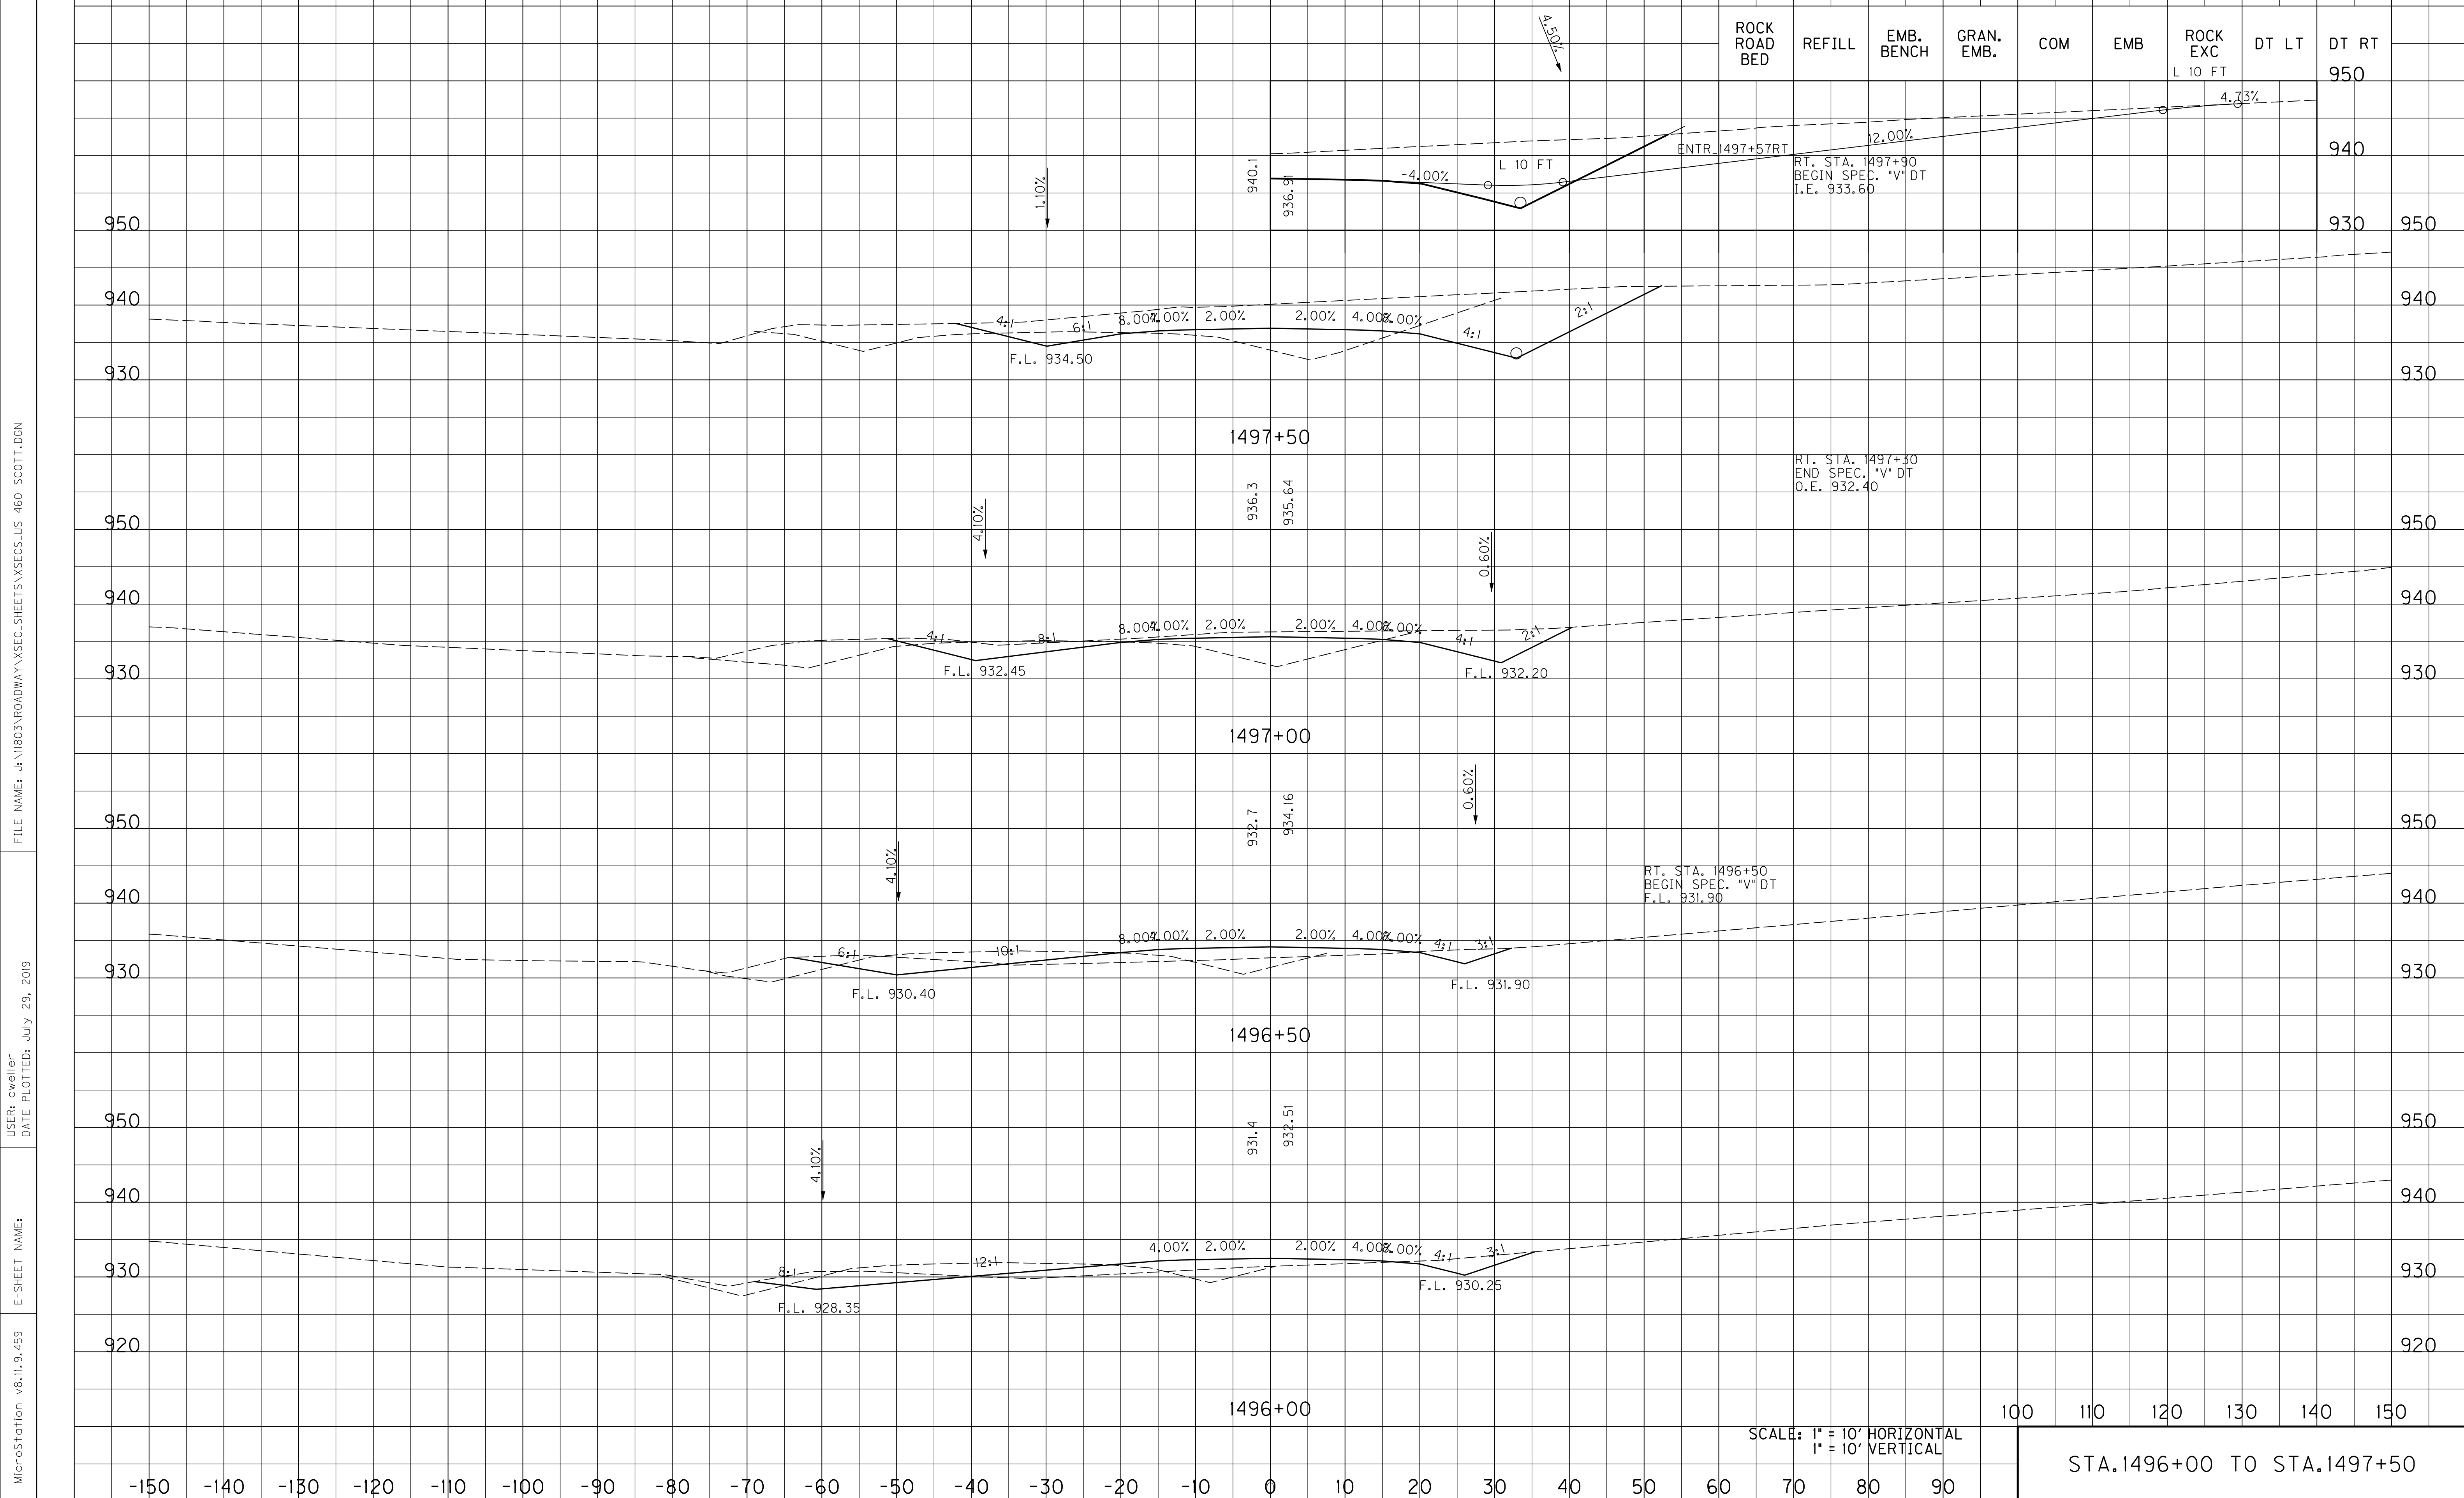 ROCK ROAD BED
REFILL
EMB. BENCH
GRAN. EMB.
COM
EMB
ROCK EXC
DT LT
DT RT
4.50%
L 10 FT
950
4.73%
12.00%
ENTR_1497+57RT
940
RT. STA. 1497+90
BEGIN SPEC. "V" DT
I.E. 933.60
L 10 FT
-4.00%
940.1
936.91
1.10%
930
950
950
940
940
4:1
6:1
8.00%
4.00%
2.00%
2.00%
4.00%
8.00%
4:1
2:1
F.L. 934.50
930
930
1497+50
RT. STA. 1497+30
END SPEC. "V" DT
O.E. 932.40
936.3
935.64
4.10%
0.60%
950
950
940
940
4:1
8:1
8.00%
4.00%
2.00%
2.00%
4.00%
8.00%
4:1
2:1
F.L. 932.45
F.L. 932.20
930
930
1497+00
932.7
934.16
0.60%
4.10%
950
950
RT. STA. 1496+50
BEGIN SPEC. "V" DT
F.L. 931.90
940
940
6:1
10:1
8.00%
4.00%
2.00%
2.00%
4.00%
8.00%
4:1
3:1
930
930
F.L. 930.40
F.L. 931.90
1496+50
931.4
932.51
950
950
4.10%
940
940
8:1
12:1
4.00%
2.00%
2.00%
4.00%
8.00%
4:1
3:1
930
930
F.L. 928.35
F.L. 930.25
920
920
1496+00
100 110 120 130 140 150
SCALE: 1" = 10' HORIZONTAL
1" = 10' VERTICAL
STA.1496+00 TO STA.1497+50
-150 -140 -130 -120 -110 -100 -90 -80 -70 -60 -50 -40 -30 -20 -10 0 10 20 30 40 50 60 70 80 90
FILE NAME: J:\11803\ROADWAY\XSEC_SHEETS\XSECS_US 460 SCOTT.DGN
USER: cweller
DATE PLOTTED: July 29, 2019
E-SHEET NAME:
MicroStation v8.11.9.459